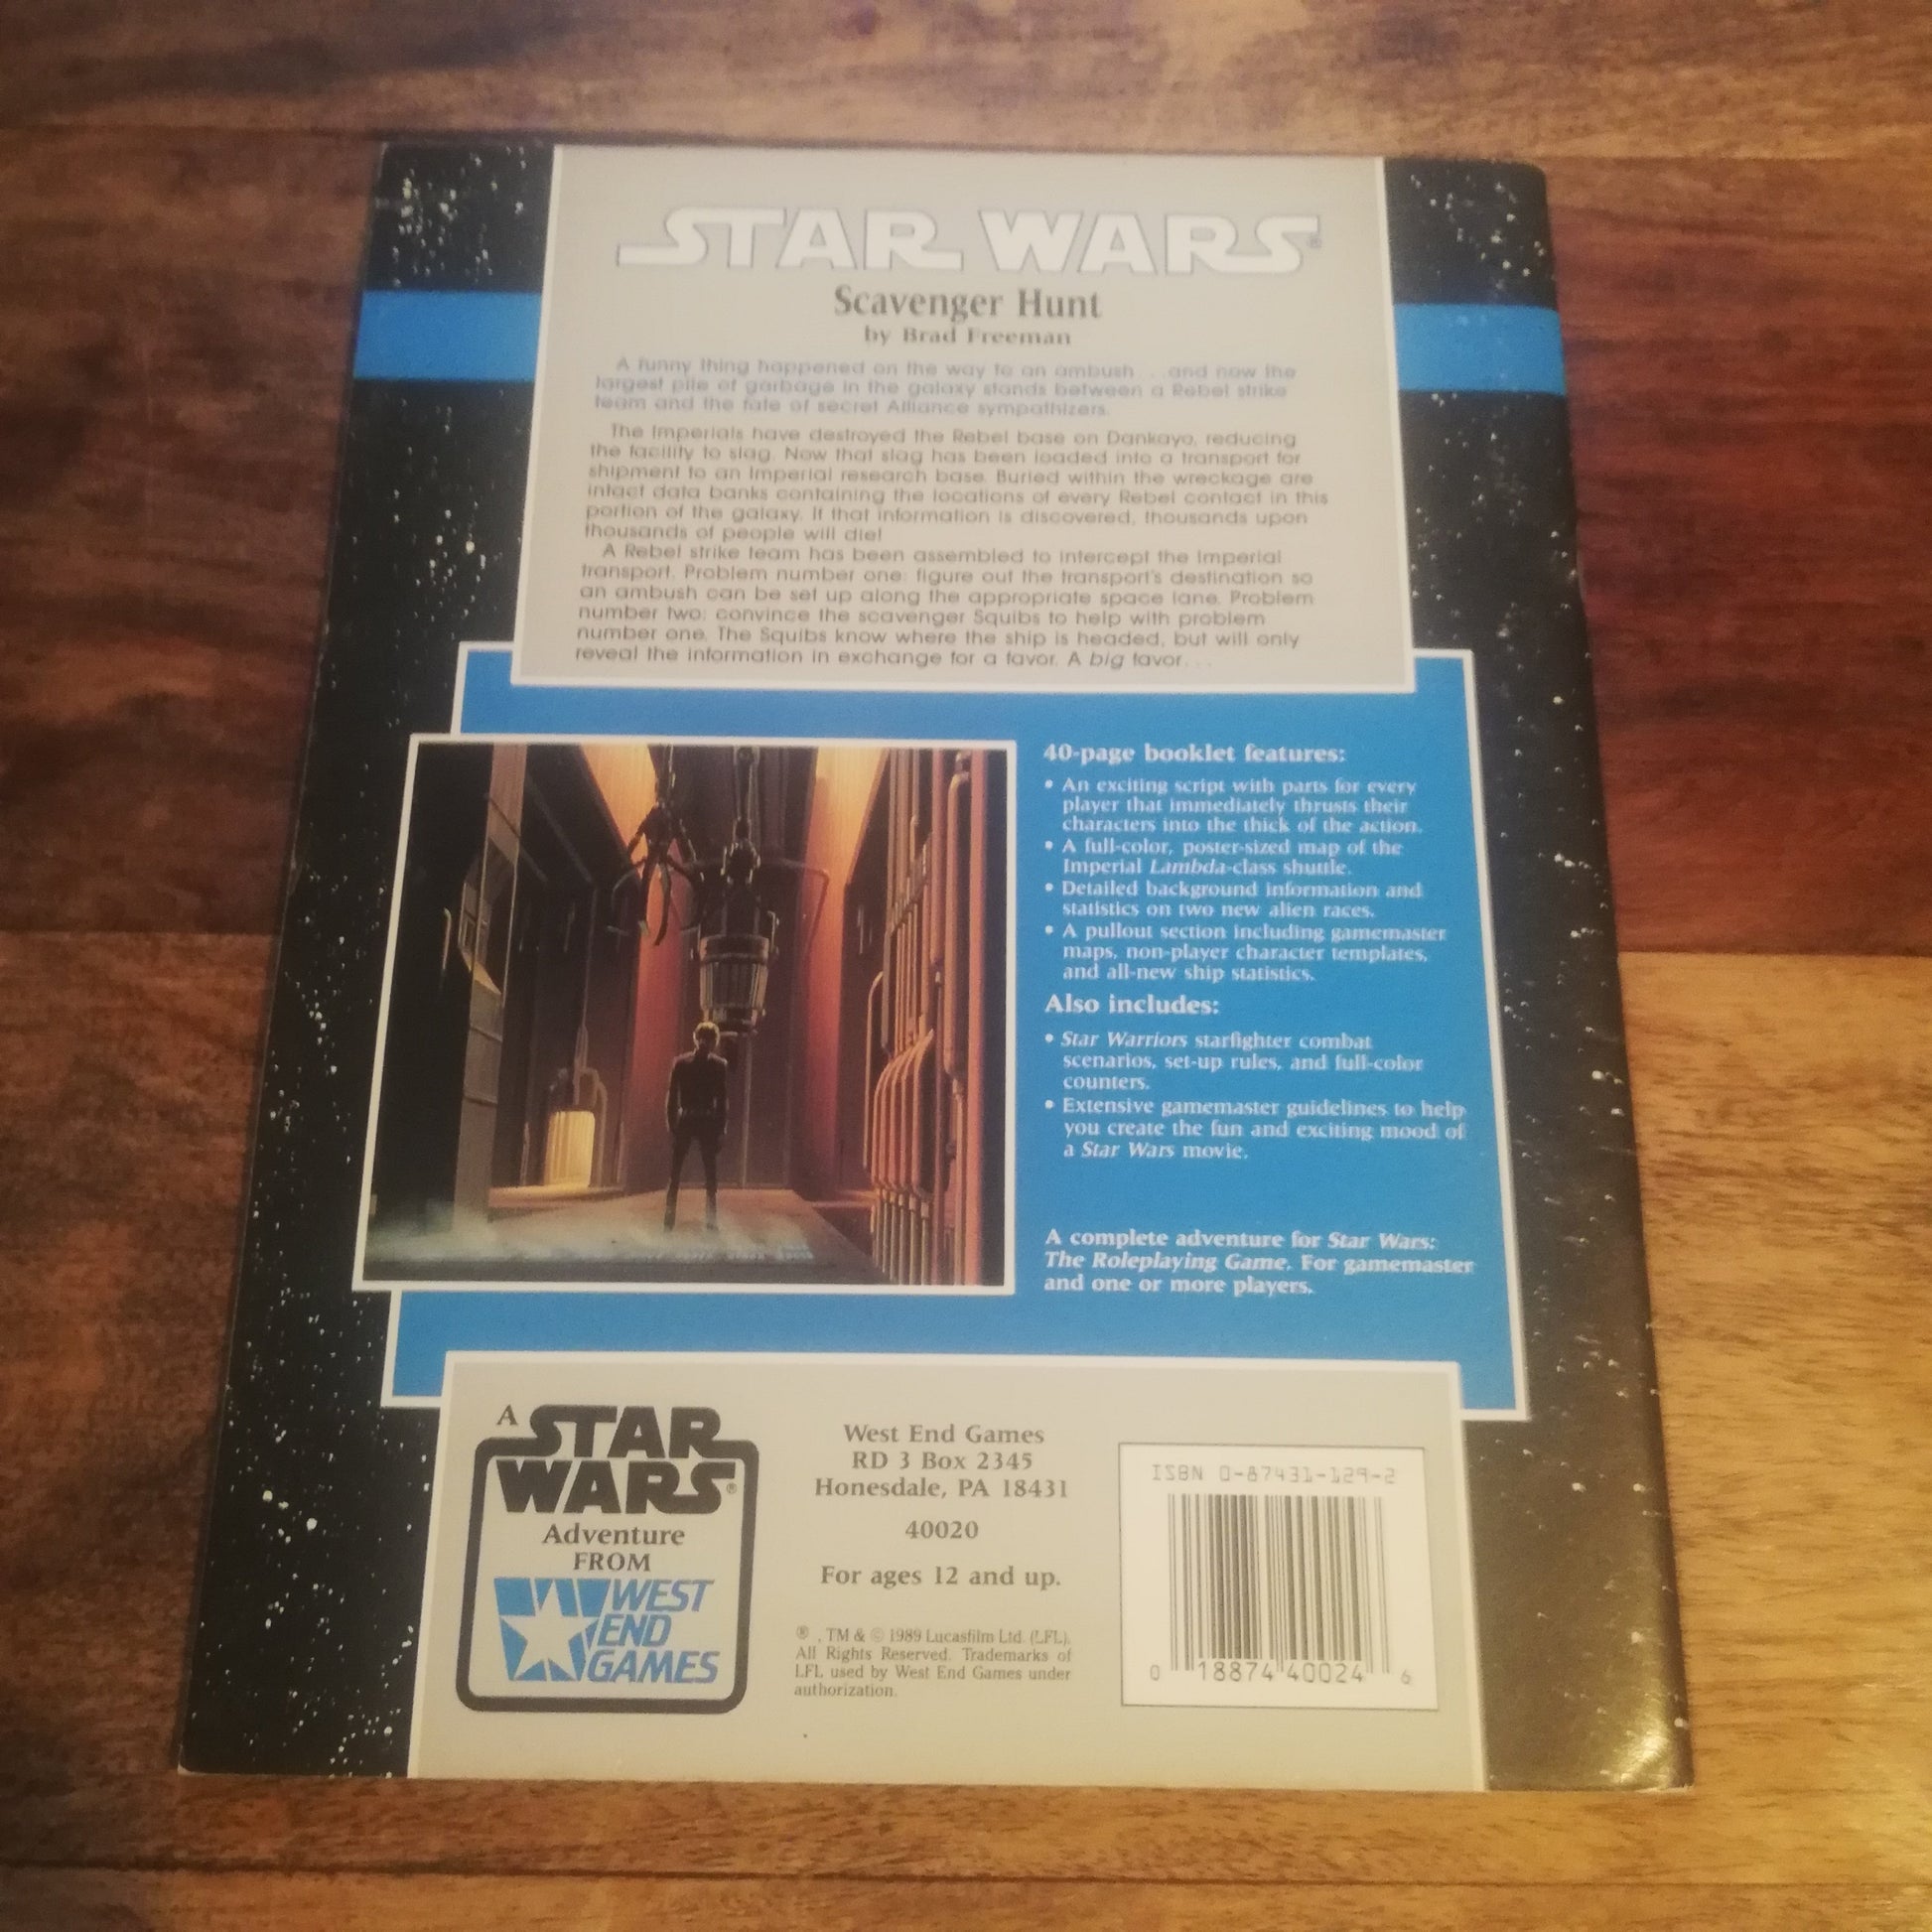 STAR WARS®
Scavenger Hunt
by Brad Freeman
A funny thing happened on the way to an ambush . . . and now the
largest pile of garbage in the galaxy stands between a Rebel strike
team and the fate of secret Alliance sympathizers.
The Imperials have destroyed the Rebel base on Dankayo, reducing
the facility to slag. Now that slag has been loaded into a transport for
shipment to an Imperial research base. Buried within the wreckage are
intact data banks containing the locations of every Rebel contact in this
portion of the galaxy. If that information is discovered, thousands upon
thousands of people will die!
A Rebel strike team has been assembled to intercept the Imperial
transport. Problem number one: figure out the transport's destination so
an ambush can be set up along the appropriate space lane. Problem
number two: convince the scavenger Squibs to help with problem
number one. The Squibs know where the ship is headed, but will only
reveal the information in exchange for a favor. A big favor . . .
40-page booklet features:
• An exciting script with parts for every
player that immediately thrusts their
characters into the thick of the action.
• A full-color, poster-sized map of the
Imperial Lambda-class shuttle.
• Detailed background information and
statistics on two new alien races.
• A pullout section including gamemaster
maps, non-player character templates,
and all-new ship statistics.
Also includes:
• Star Warriors starfighter combat
scenarios, set-up rules, and full-color
counters.
• Extensive gamemaster guidelines to help
you create the fun and exciting mood of
a Star Wars movie.
A complete adventure for Star Wars:
The Roleplaying Game. For gamemaster
and one or more players.
A STAR
WARS®
Adventure
FROM
WEST
END
GAMES
West End Games
RD 3 Box 2345
Honesdale, PA 18431
40020
For ages 12 and up.
® , TM & © 1989 Lucasfilm Ltd. (LFL).
All Rights Reserved. Trademarks of
LFL used by West End Games under
authorization.
ISBN 0-87431-129-2
0 18874 40024 6